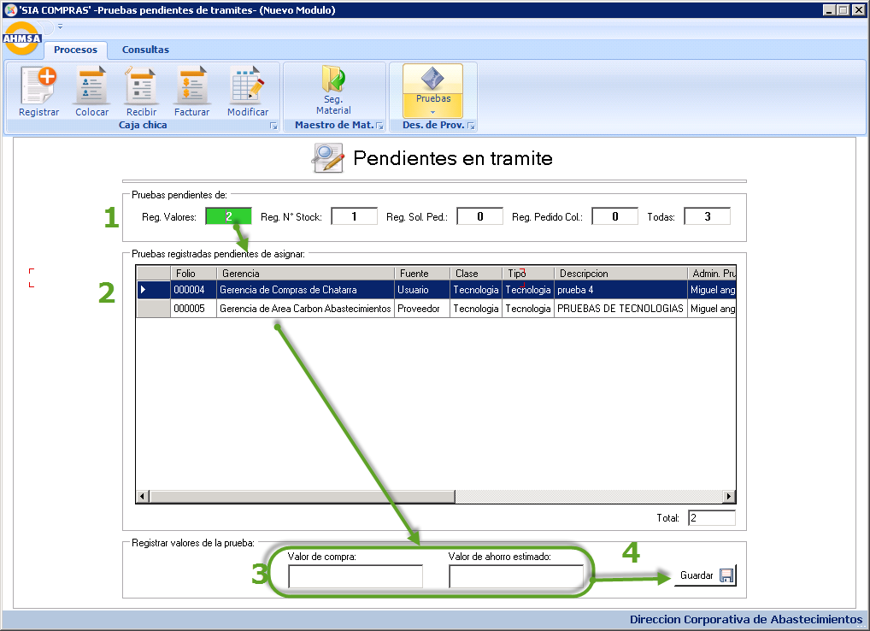 'SIA COMPRAS' -Pruebas pendientes de tramites- (Nuevo Modulo)
AHMSA
Procesos Consultas
Registrar Colocar Recibir Facturar Modificar Seg. Material Pruebas
Caja chica Maestro de Mat. Des. de Prov.
Pendientes en tramite
Pruebas pendientes de:
1 Reg. Valores: 2 Reg. N° Stock: 1 Reg. Sol. Ped.: 0 Reg. Pedido Col.: 0 Todas: 3
Pruebas registradas pendientes de asignar:
Folio Gerencia Fuente Clase Tipo Descripcion Admin. Pru
2 000004 Gerencia de Compras de Chatarra Usuario Tecnologia Tecnologia prueba 4 Miguel ang
000005 Gerencia de Area Carbon Abastecimientos Proveedor Tecnologia Tecnologia PRUEBAS DE TECNOLOGIAS Miguel ang
Total: 2
Registrar valores de la prueba:
Valor de compra: Valor de ahorro estimado: 4
3 Guardar
Direccion Corporativa de Abastecimientos